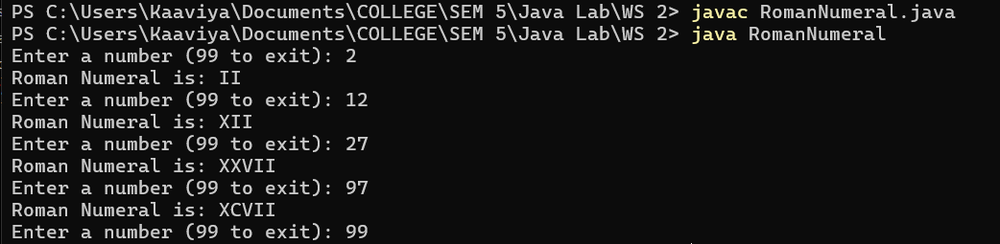 PS C:\Users\Kaaviya\Documents\COLLEGE\SEM 5\Java Lab\WS 2> javac RomanNumeral.java
PS C:\Users\Kaaviya\Documents\COLLEGE\SEM 5\Java Lab\WS 2> java RomanNumeral
Enter a number (99 to exit): 2
Roman Numeral is: II
Enter a number (99 to exit): 12
Roman Numeral is: XII
Enter a number (99 to exit): 27
Roman Numeral is: XXVII
Enter a number (99 to exit): 97
Roman Numeral is: XCVII
Enter a number (99 to exit): 99